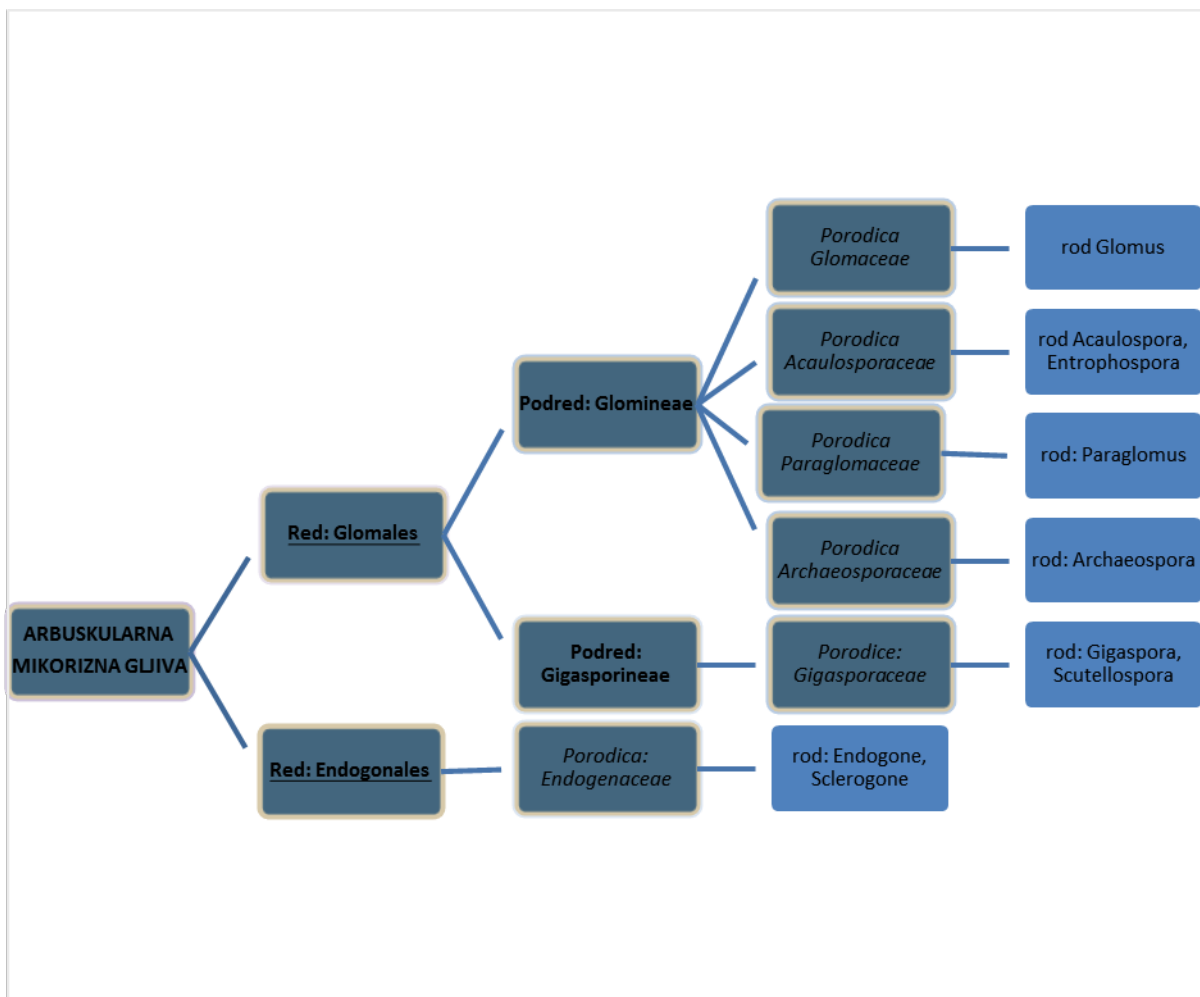 Porodica
Glomaceae
rod Glomus
Porodica
Acaulosporaceae
rod Acaulospora,
Entrophospora
Podred: Glomineae
Porodica
Paraglomaceae
rod: Paraglomus
Red: Glomales
Porodica
Archaeosporaceae
rod: Archaeospora
ARBUSKULARNA
MIKORIZNA GLJIVA
Podred:
Gigasporineae
Porodice:
Gigasporaceae
rod: Gigaspora,
Scutellospora
Red: Endogonales
Porodica:
Endogenaceae
rod: Endogone,
Sclerogone